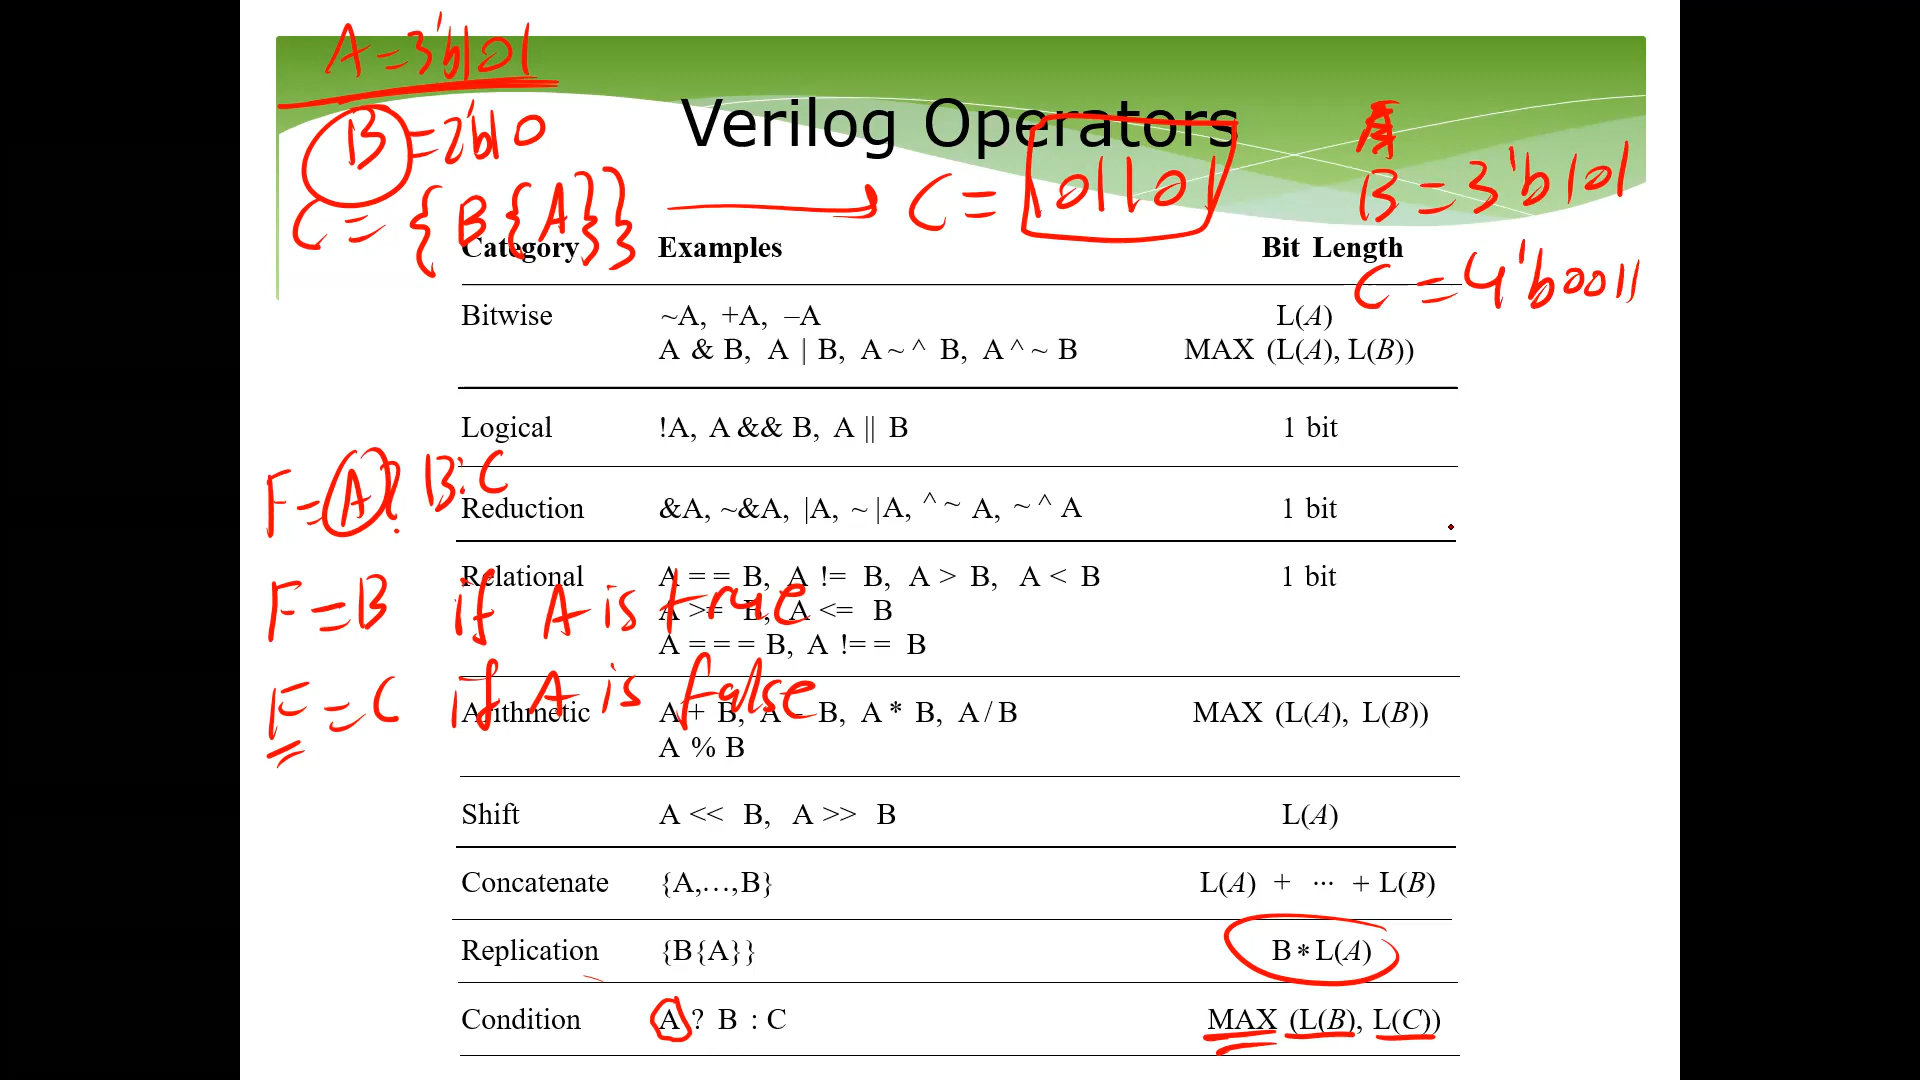 A=3'b101
Verilog Operators
B=2'b10
C={B{A}} → C=101101
B=3'b101
C=4'b0011
Category Examples Bit Length
Bitwise ~A, +A, –A L(A)
A & B, A | B, A ~ ^ B, A ^ ~ B MAX (L(A), L(B))
Logical !A, A && B, A || B 1 bit
F=A? B:C
Reduction &A, ~&A, |A, ~ |A, ^ ~ A, ~ ^ A 1 bit
Relational A = = B, A != B, A > B, A < B 1 bit
F=B if A is true
A >= B, A <= B
A = = = B, A != = B
F=C if A is false
Arithmetic A + B, A – B, A * B, A / B MAX (L(A), L(B))
A % B
Shift A << B, A >> B L(A)
Concatenate {A,…,B} L(A) + ··· + L(B)
Replication {B{A}} B * L(A)
Condition A ? B : C MAX (L(B), L(C))